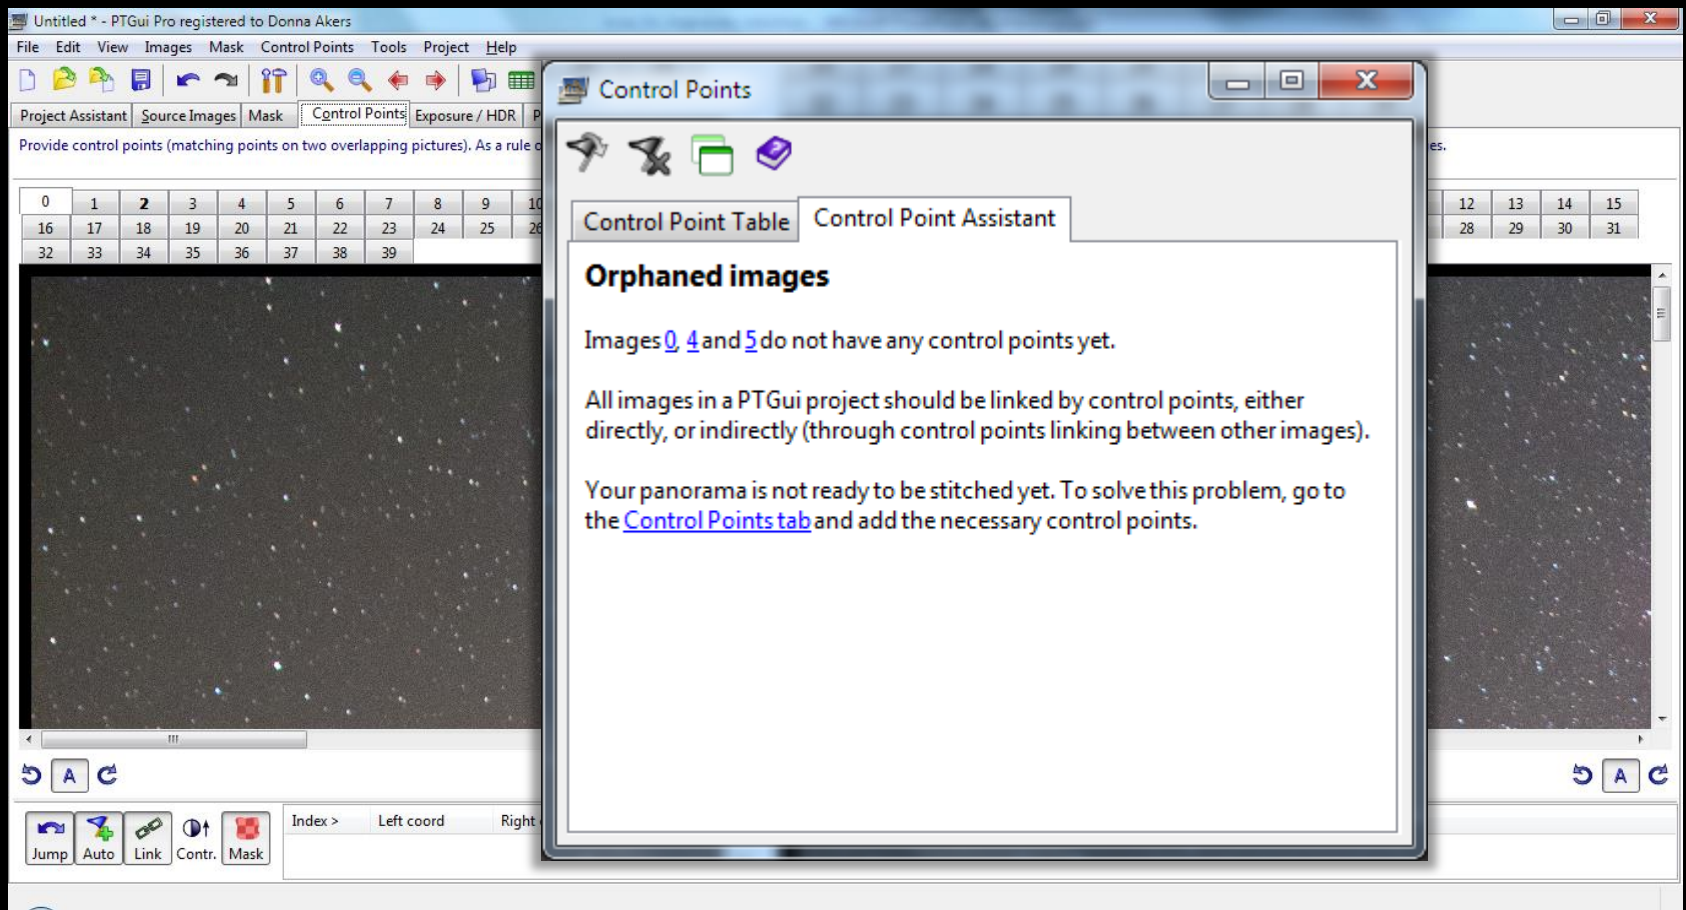 Untitled * - PTGui Pro registered to Donna Akers
File Edit View Images Mask Control Points Tools Project Help
Project Assistant Source Images Mask Control Points Exposure / HDR P
Provide control points (matching points on two overlapping pictures). As a rule o
es.
0 1 2 3 4 5 6 7 8 9 10 12 13 14 15
16 17 18 19 20 21 22 23 24 25 26 28 29 30 31
32 33 34 35 36 37 38 39
Control Points
Control Point Table Control Point Assistant
Orphaned images
Images 0, 4 and 5 do not have any control points yet.
All images in a PTGui project should be linked by control points, either
directly, or indirectly (through control points linking between other images).
Your panorama is not ready to be stitched yet. To solve this problem, go to
the Control Points tab and add the necessary control points.
A A
Jump Auto Link Contr. Mask
Index > Left coord Right